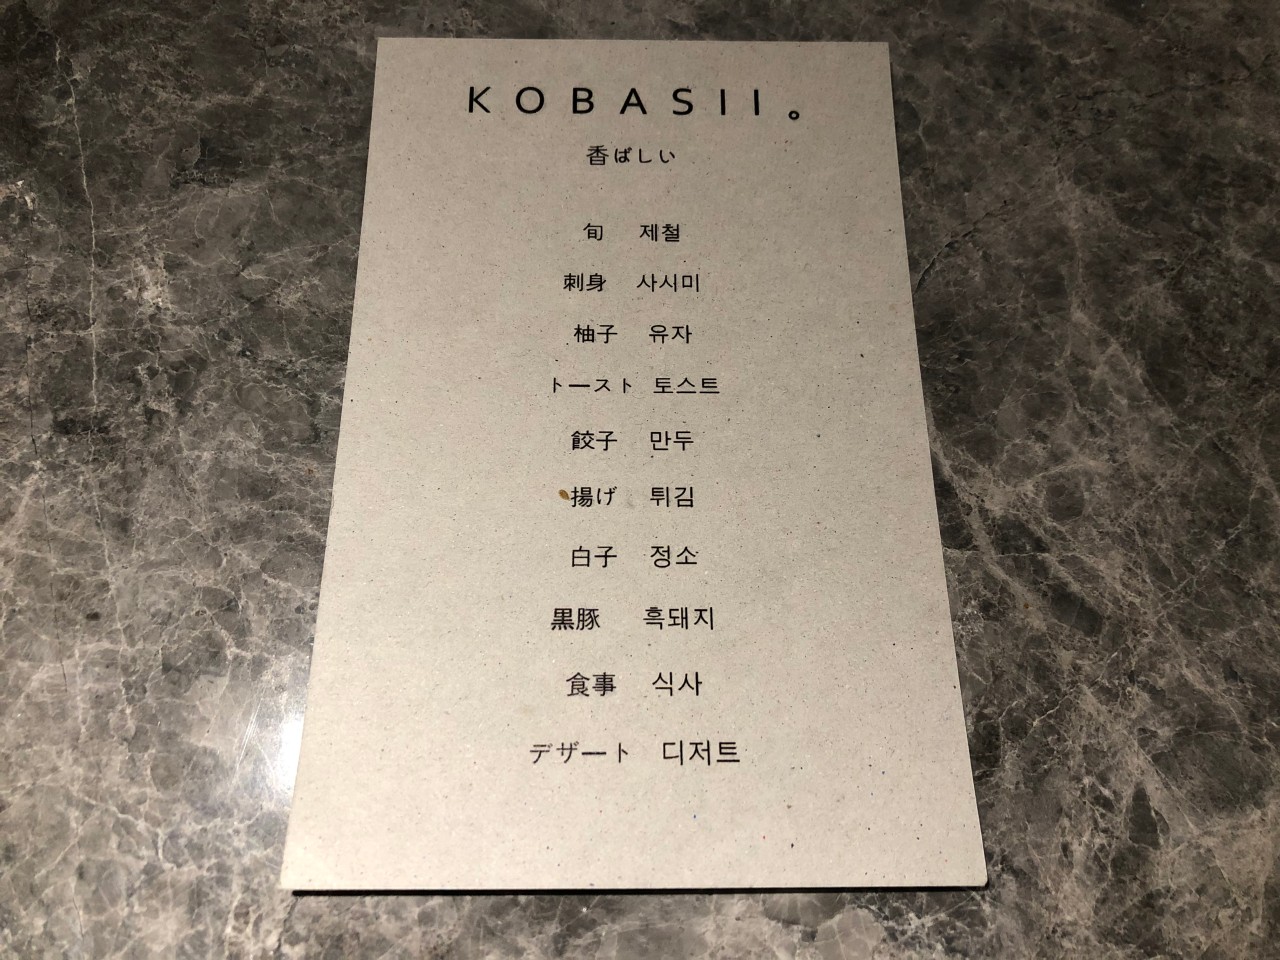 KOBASII。
香ばしい
旬 제철
刺身 사시미
柚子 유자
トースト 토스트
餃子 만두
揚げ 튀김
白子 정소
黒豚 흑돼지
食事 식사
デザート 디저트